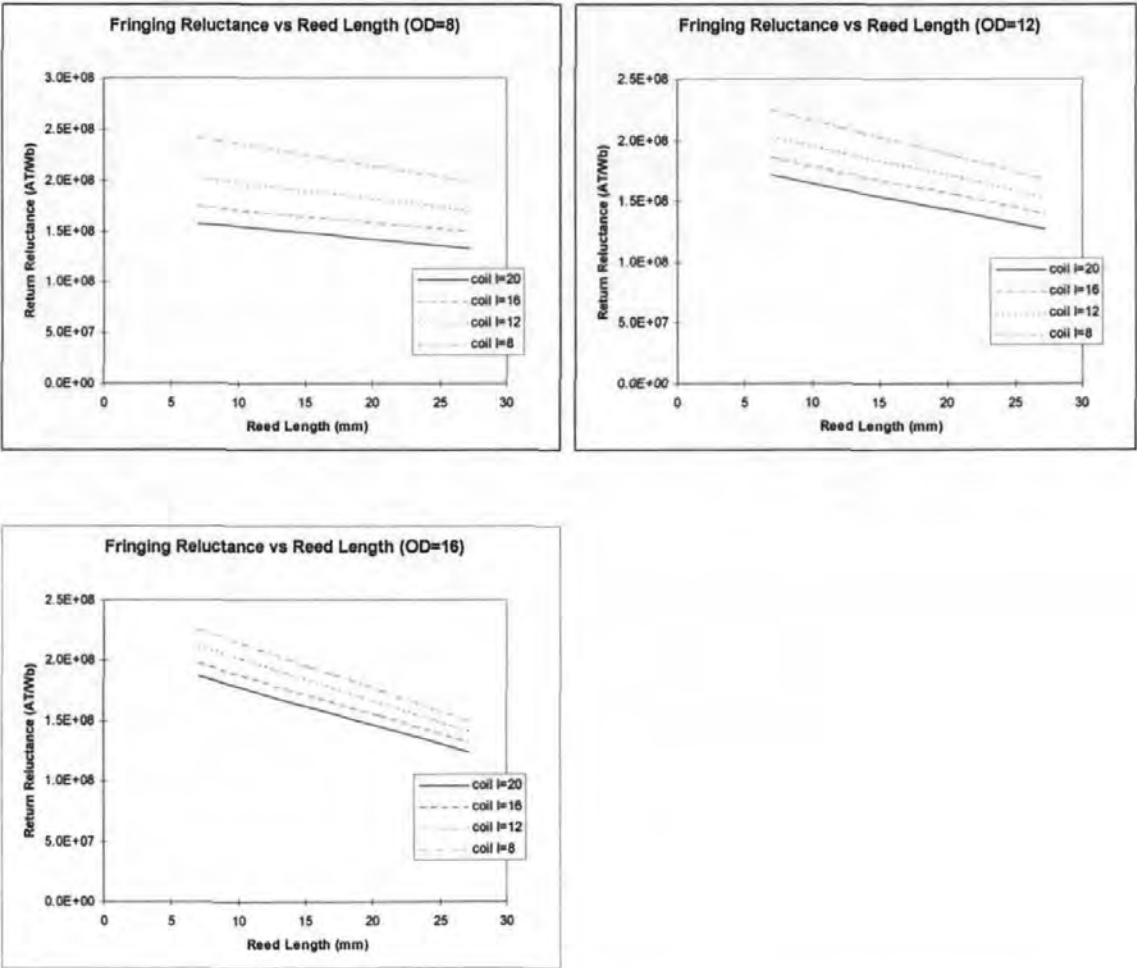 Fringing Reluctance vs Reed Length (OD=8)
Return Reluctance (AT/Wb)
3.0E+08
2.5E+08
2.0E+08
1.5E+08
1.0E+08
5.0E+07
0.0E+00
0 5 10 15 20 25 30
Reed Length (mm)
coil l=20
coil l=16
coil l=12
coil l=8
Fringing Reluctance vs Reed Length (OD=12)
Return Reluctance (AT/Wb)
2.5E+08
2.0E+08
1.5E+08
1.0E+08
5.0E+07
0.0E+00
0 5 10 15 20 25 30
Reed Length (mm)
coil l=20
coil l=16
coil l=12
coil l=8
Fringing Reluctance vs Reed Length (OD=16)
Return Reluctance (AT/Wb)
2.5E+08
2.0E+08
1.5E+08
1.0E+08
5.0E+07
0.0E+00
0 5 10 15 20 25 30
Reed Length (mm)
coil l=20
coil l=16
coil l=12
coil l=8